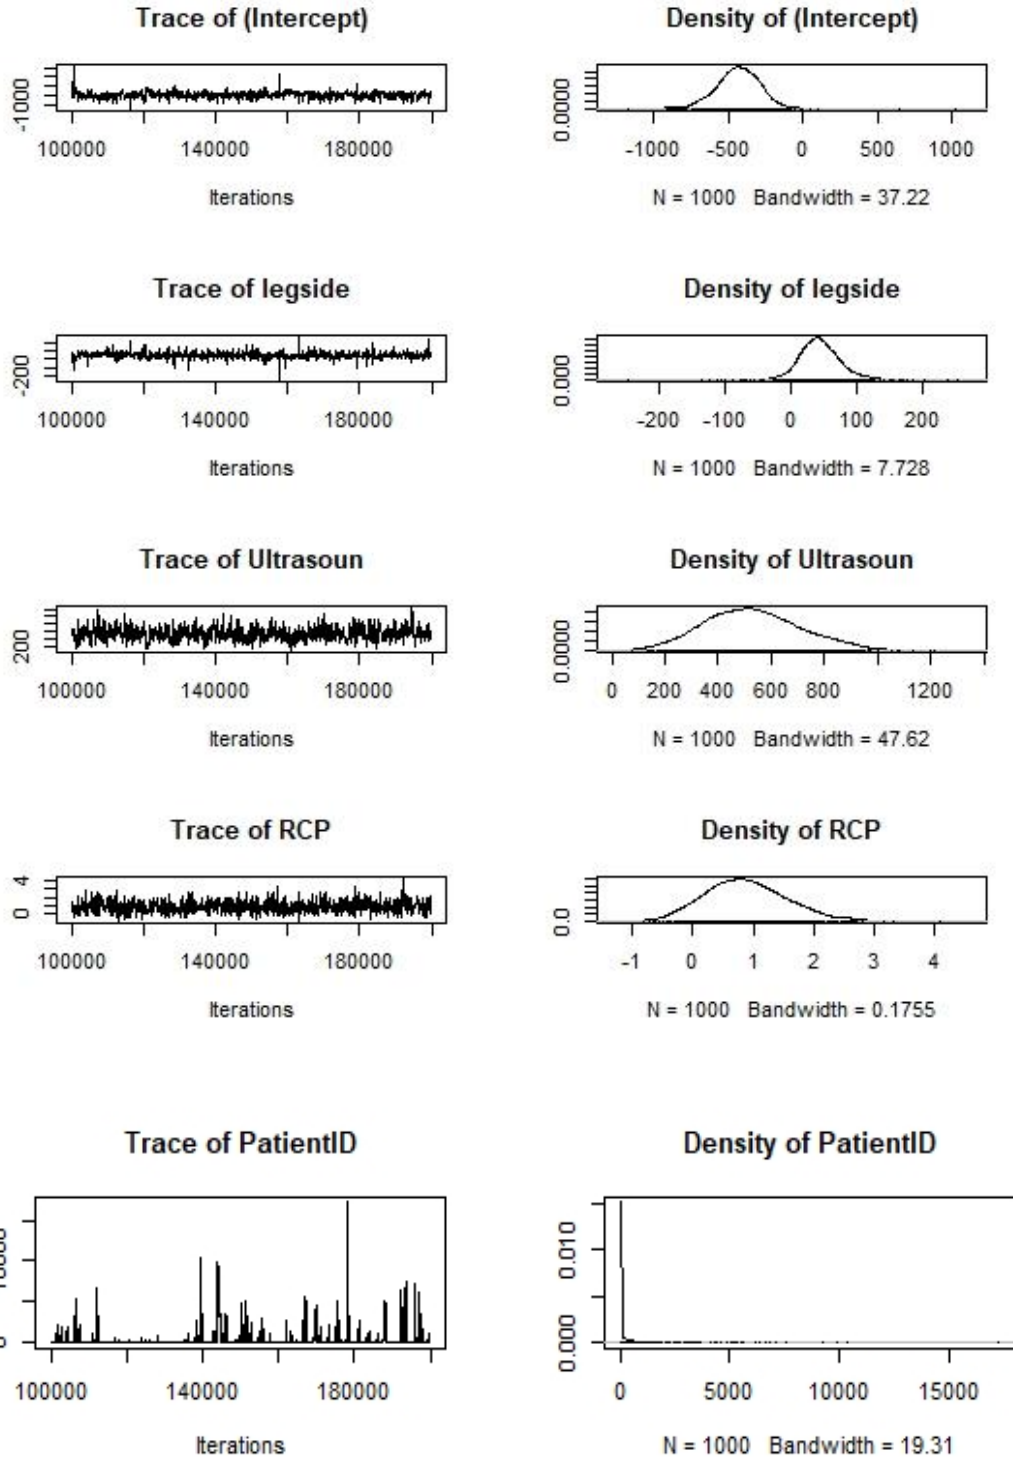 Trace of (Intercept)
Density of (Intercept)
-1000
0.0000
100000 140000 180000
-1000 -500 0 500 1000
Iterations
N = 1000 Bandwidth = 37.22
Trace of legside
Density of legside
-200
0.000
100000 140000 180000
-200 -100 0 100 200
Iterations
N = 1000 Bandwidth = 7.728
Trace of Ultrasoun
Density of Ultrasoun
200
0.0000
100000 140000 180000
0 200 400 600 800 1200
Iterations
N = 1000 Bandwidth = 47.62
Trace of RCP
Density of RCP
0 4
0.0
100000 140000 180000
-1 0 1 2 3 4
Iterations
N = 1000 Bandwidth = 0.1755
Trace of PatientID
Density of PatientID
0.000 0.010
100000 140000 180000
0 5000 10000 15000
Iterations
N = 1000 Bandwidth = 19.31